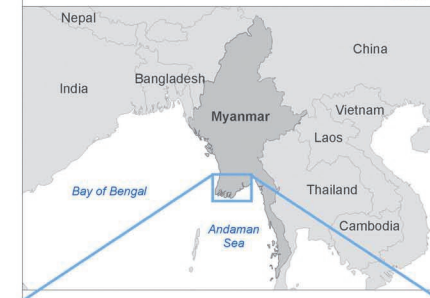 Nepal
China
India
Bangladesh
Myanmar
Vietnam
Laos
Bay of Bengal
Thailand
Andaman
Sea
Cambodia